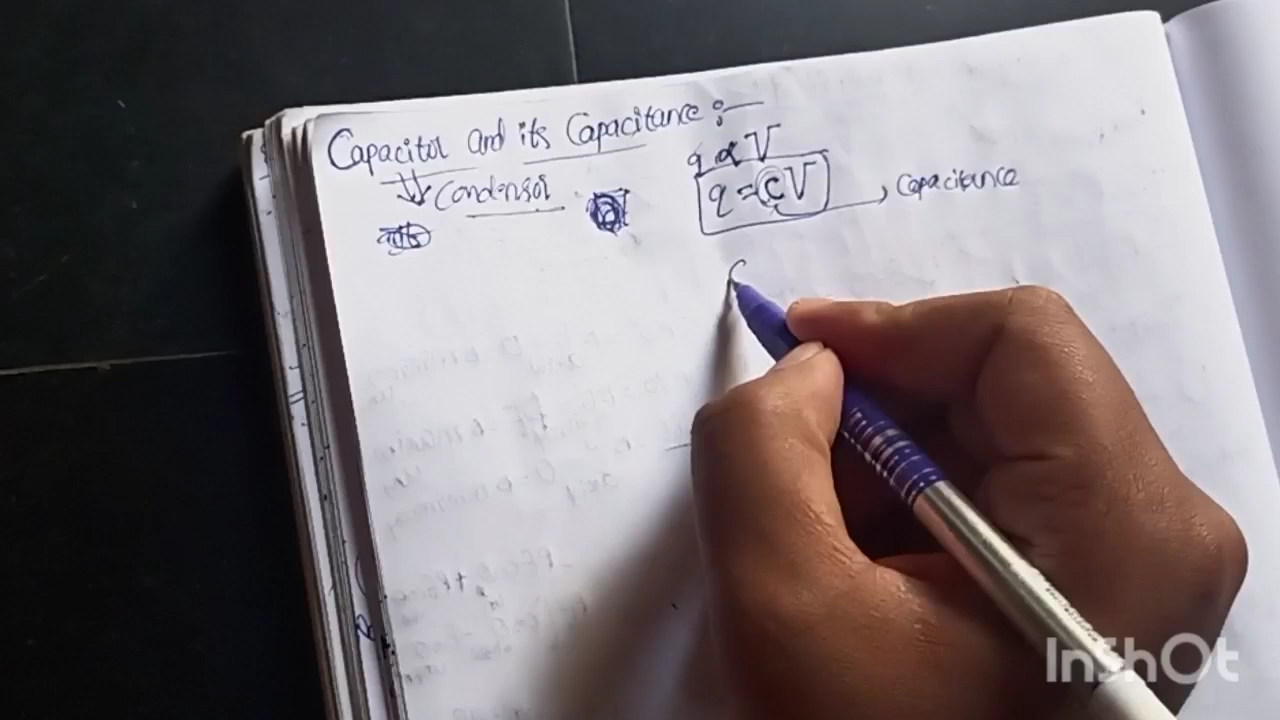 Capacitor and its Capacitance :—
Condensor
q ∝ V
q = CV
Capacitance
C
InShOt